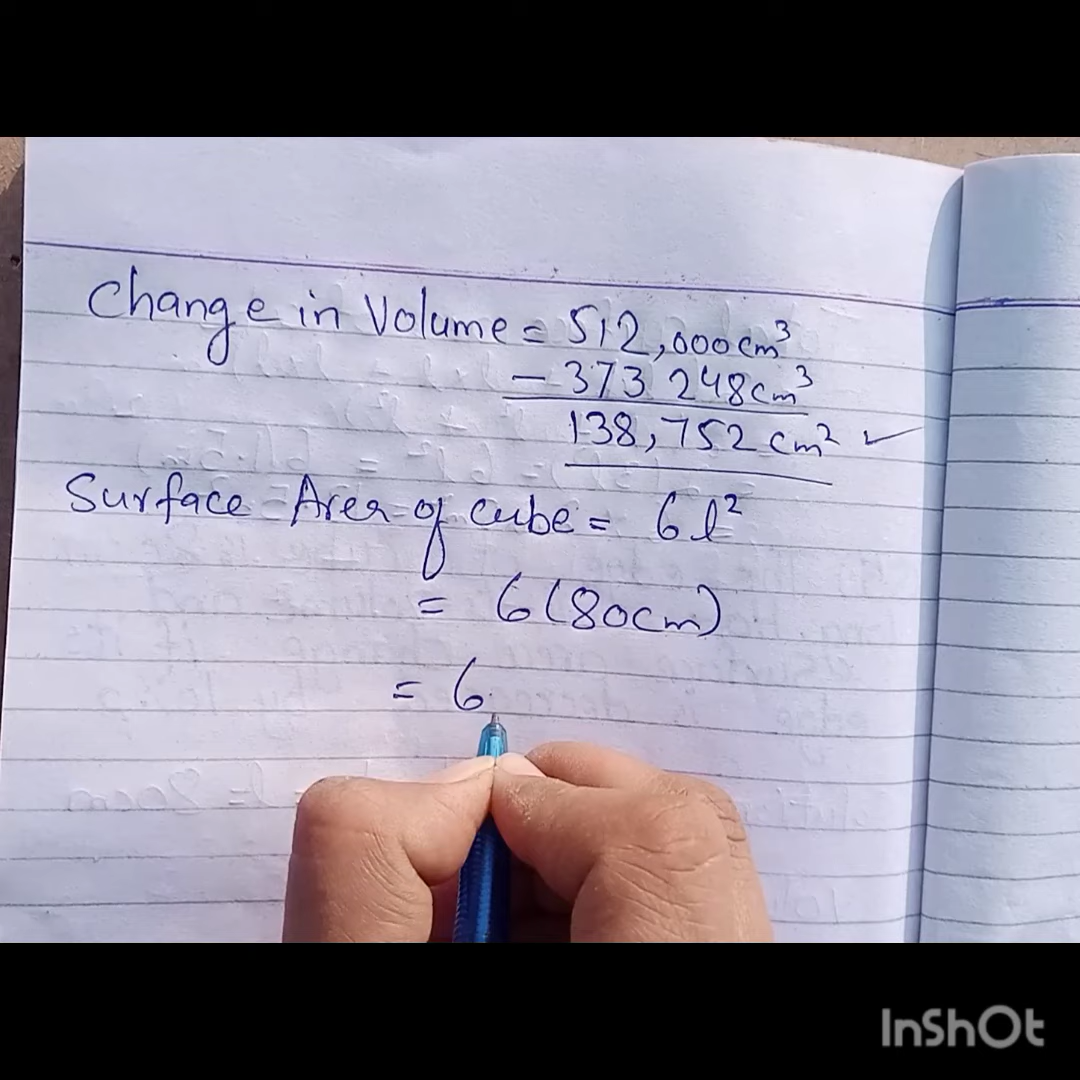 Change in Volume = 512,000cm³
- 373 248cm³
138,752 cm² ✓
Surface Area of cube = 6l²
= 6(80cm)
= 6
InShOt